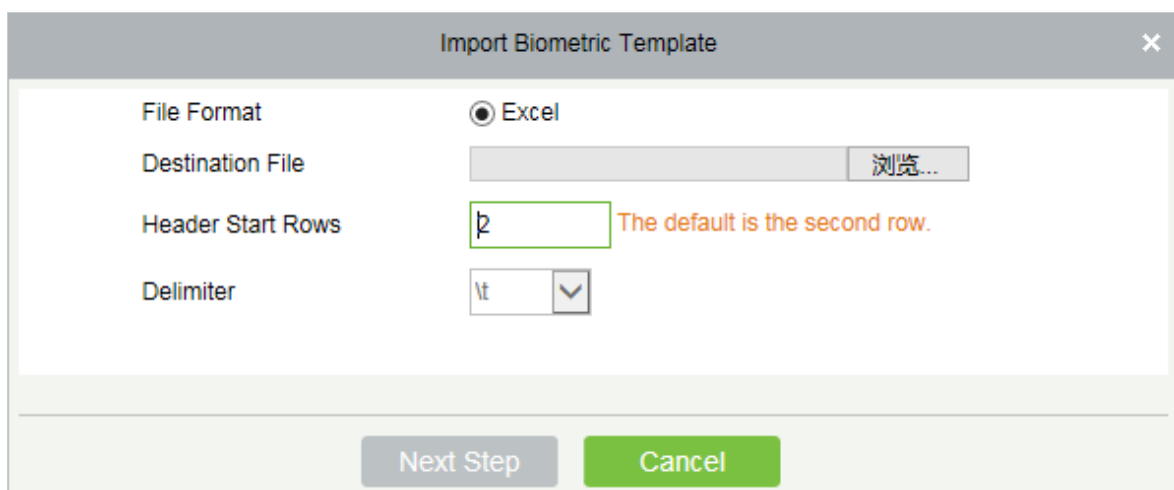 Import Biometric Template ×
File Format Excel
Destination File 浏览...
Header Start Rows 2 The default is the second row.
Delimiter \t
Next Step Cancel